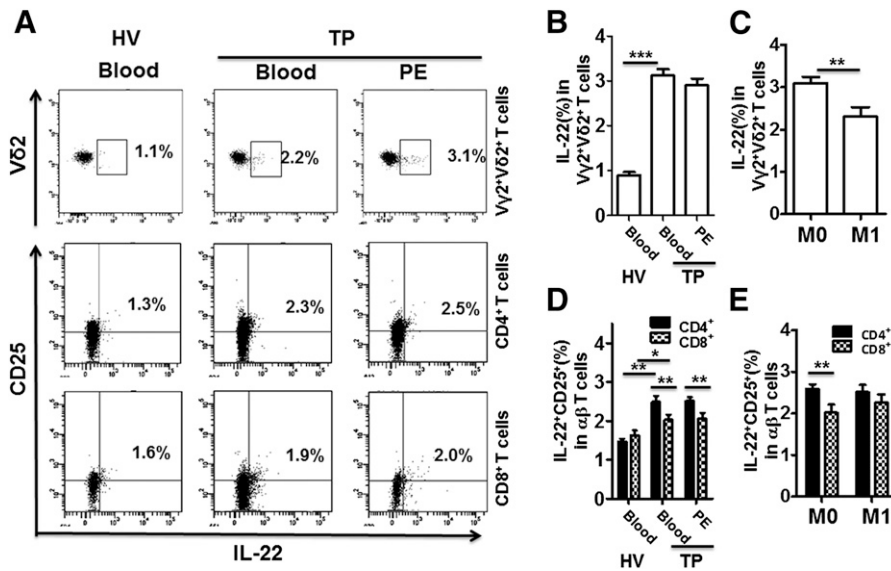 A
HV
TP
Blood
Blood
PE
Vδ2
1.1%
2.2%
3.1%
Vγ2+Vδ2+ T cells
CD25
1.3%
2.3%
2.5%
CD4+ T cells
1.6%
1.9%
2.0%
CD8+ T cells
IL-22
B
IL-22(%) in
Vγ2+Vδ2+ T cells
4
3
2
1
0
***
Blood
Blood
PE
HV
TP
C
IL-22(%) in
Vγ2+Vδ2+ T cells
4
3
2
1
0
**
M0
M1
D
IL-22+CD25+(%)
in αβ T cells
4
3
2
1
0
CD4+
CD8+
*
**
**
**
Blood
Blood
PE
HV
TP
E
IL-22+CD25+(%)
in αβ T cells
4
3
2
1
0
CD4+
CD8+
**
M0
M1